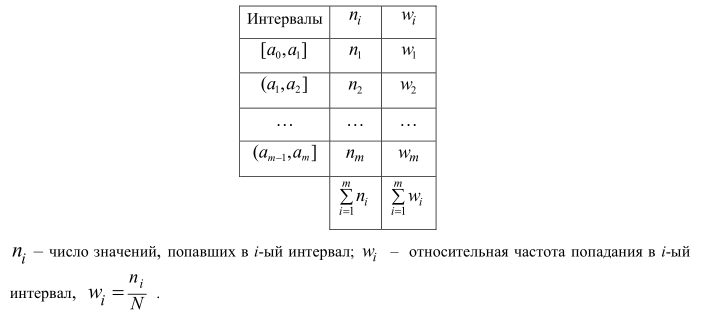 Интервалы n_i w_i
[a_0,a_1] n_1 w_1
(a_1,a_2] n_2 w_2
... ... ...
(a_{m-1},a_m] n_m w_m
\sum_{i=1}^{m} n_i \sum_{i=1}^{m} w_i
n_i – число значений, попавших в i-ый интервал; w_i – относительная частота попадания в i-ый
интервал, w_i = \frac{n_i}{N} .